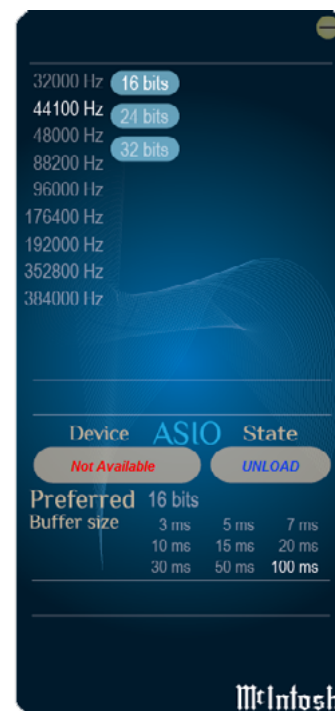 32000 Hz 16 bits
44100 Hz 24 bits
48000 Hz 32 bits
88200 Hz
96000 Hz
176400 Hz
192000 Hz
352800 Hz
384000 Hz
Device ASIO State
Not Available UNLOAD
Preferred 16 bits
Buffer size 3 ms 5 ms 7 ms
10 ms 15 ms 20 ms
30 ms 50 ms 100 ms
McIntosh